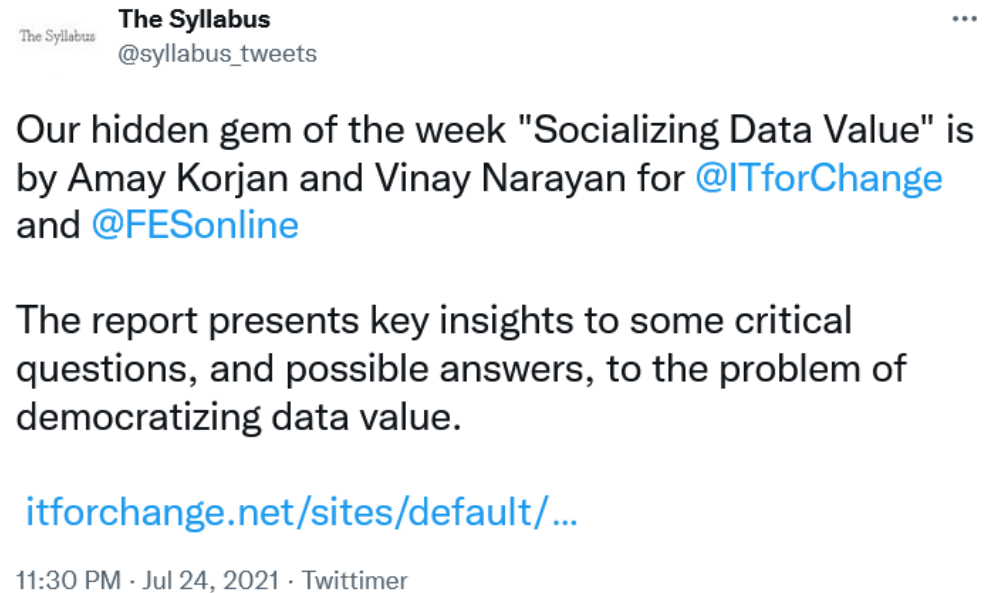 The Syllabus
The Syllabus
@syllabus_tweets
Our hidden gem of the week "Socializing Data Value" is
by Amay Korjan and Vinay Narayan for @ITforChange
and @FESonline
The report presents key insights to some critical
questions, and possible answers, to the problem of
democratizing data value.
itforchange.net/sites/default/...
11:30 PM · Jul 24, 2021 · Twittimer